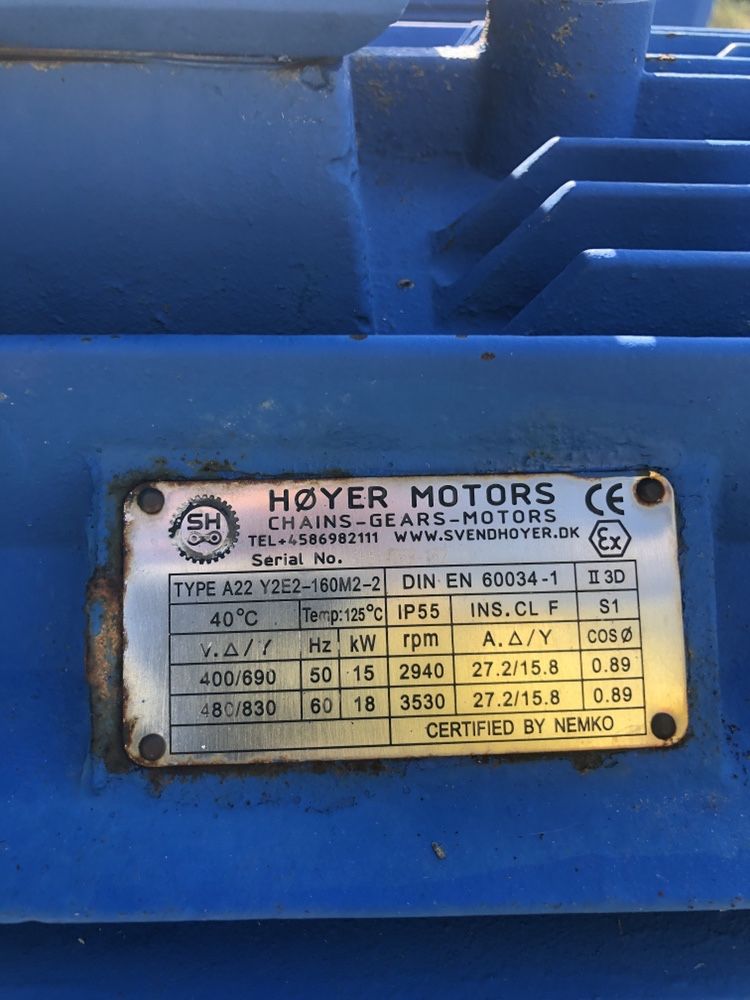 HØYER MOTORS CE
SH
CHAINS-GEARS-MOTORS
TEL+4586982111 WWW.SVENDHOYER.DK Ex
Serial No.
TYPE A22 Y2E2-160M2-2 DIN EN 60034-1 II 3D
40°C Temp:125°C IP55 INS.CL F S1
V.△/Y Hz kW rpm A.△/Y COSØ
400/690 50 15 2940 27.2/15.8 0.89
480/830 60 18 3530 27.2/15.8 0.89
CERTIFIED BY NEMKO